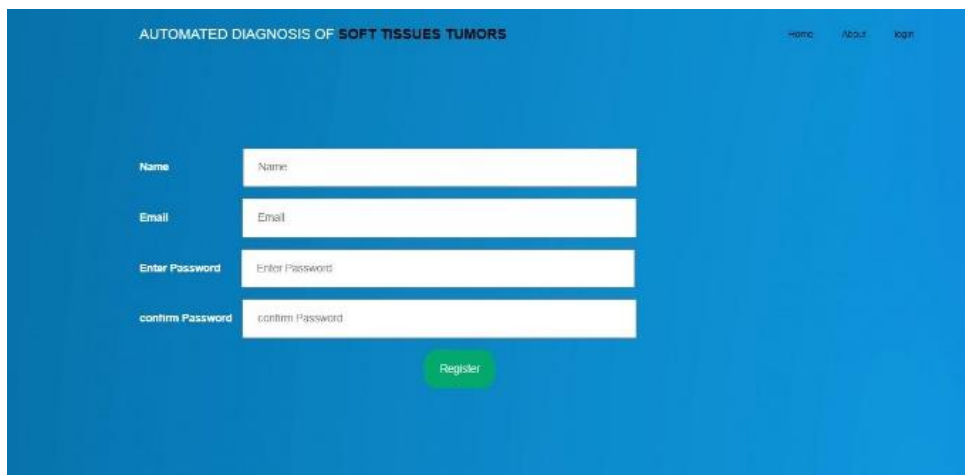 AUTOMATED DIAGNOSIS OF SOFT TISSUES TUMORS
Home About login
Name Name
Email Email
Enter Password Enter Password
confirm Password confirm Password
Register